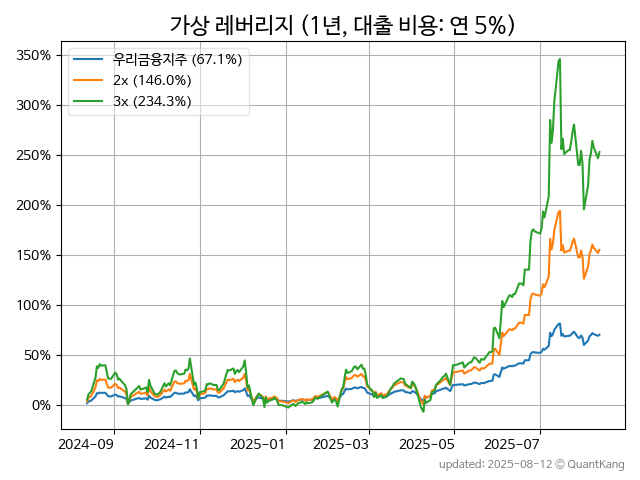 가상 레버리지 (1년, 대출 비용: 연 5%)
350%
300%
250%
200%
150%
100%
50%
0%
우리금융지주 (67.1%)
2x (146.0%)
3x (234.3%)
2024-09
2024-11
2025-01
2025-03
2025-05
2025-07
updated: 2025-08-12 © QuantKang